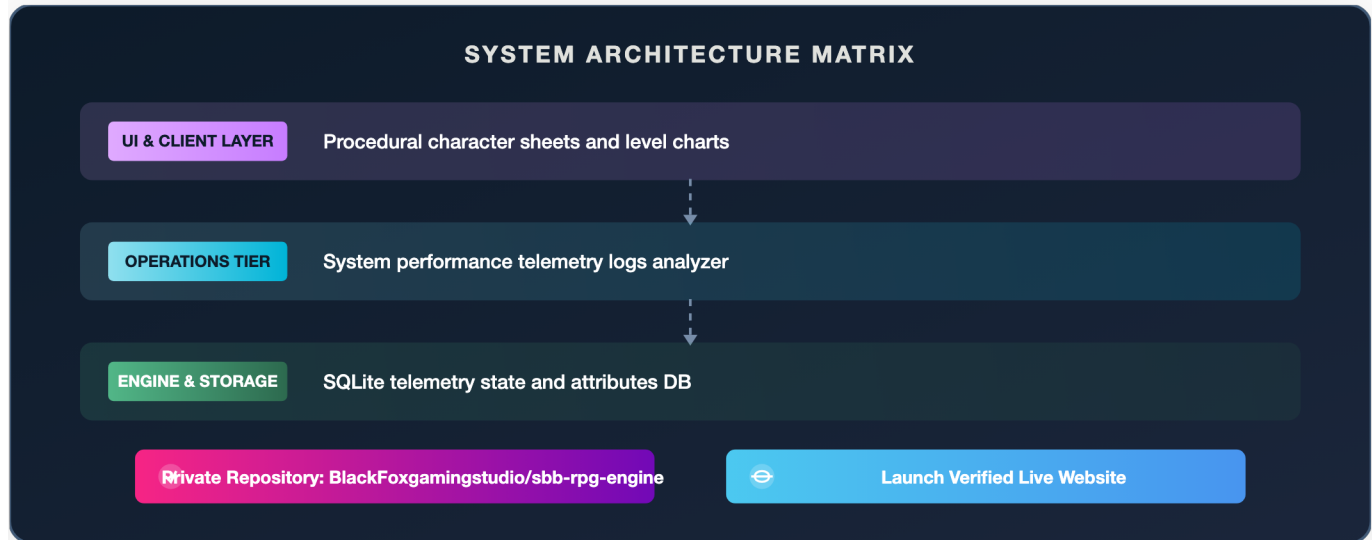 SYSTEM ARCHITECTURE MATRIX
UI & CLIENT LAYER Procedural character sheets and level charts
OPERATIONS TIER System performance telemetry logs analyzer
ENGINE & STORAGE SQLite telemetry state and attributes DB
Private Repository: BlackFoxgamingstudio/sbb-rpg-engine
Launch Verified Live Website